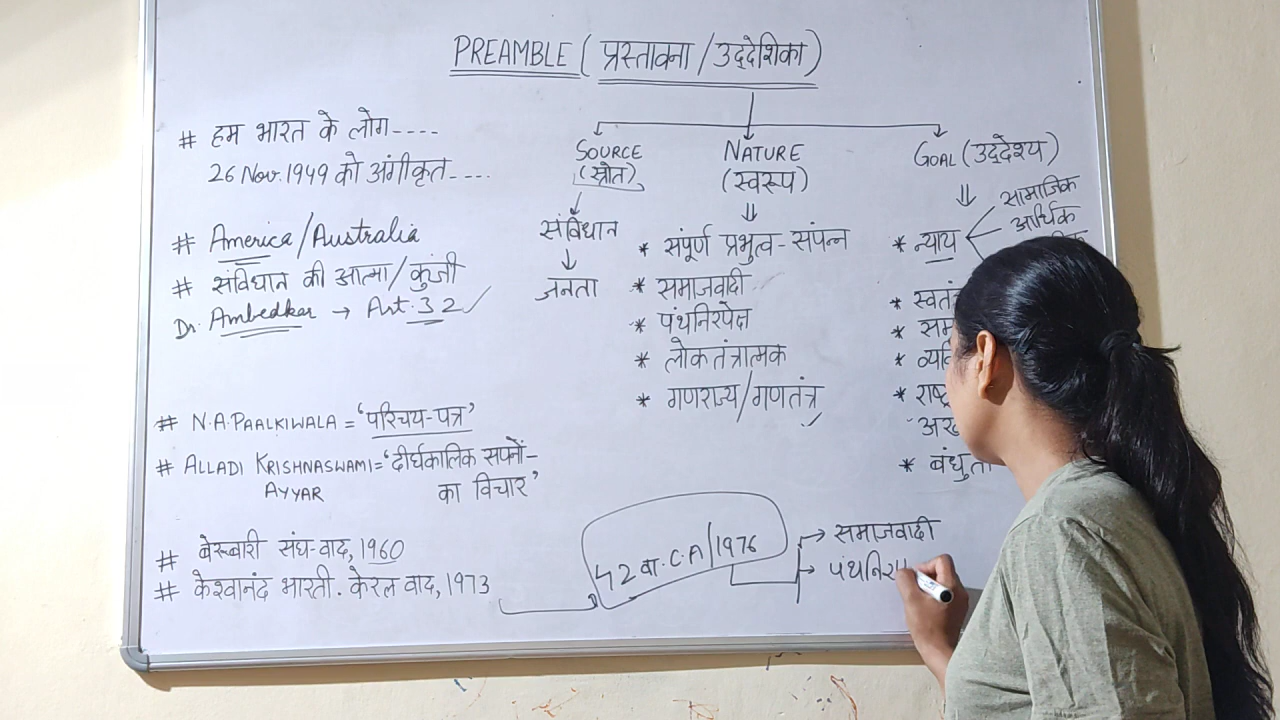 PREAMBLE (प्रस्तावना/उद्देशिका)
# हम भारत के लोग----
26 Nov. 1949 को अंगीकृत----
# America/Australia
# संविधान की आत्मा/कुंजी
Dr. Ambedkar → Art. 32
# N.A. PAALKIWALA = 'परिचय-पत्र'
# ALLADI KRISHNASWAMI = 'दीर्घकालिक सपनों-
AYYAR का विचार'
# बेरूबारी संघ-वाद, 1960
# केशवानंद भारती. केरल वाद, 1973
SOURCE
(स्रोत)
संविधान
↓
जनता
NATURE
(स्वरूप)
* संपूर्ण प्रभुत्व-संपन्न
* समाजवादी
* पंथनिरपेक्ष
* लोकतंत्रात्मक
* गणराज्य/गणतंत्र
GOAL (उद्देश्य)
* न्याय
सामाजिक
आर्थिक
* बंधुता
42 वा. C.A/1976
→ समाजवादी